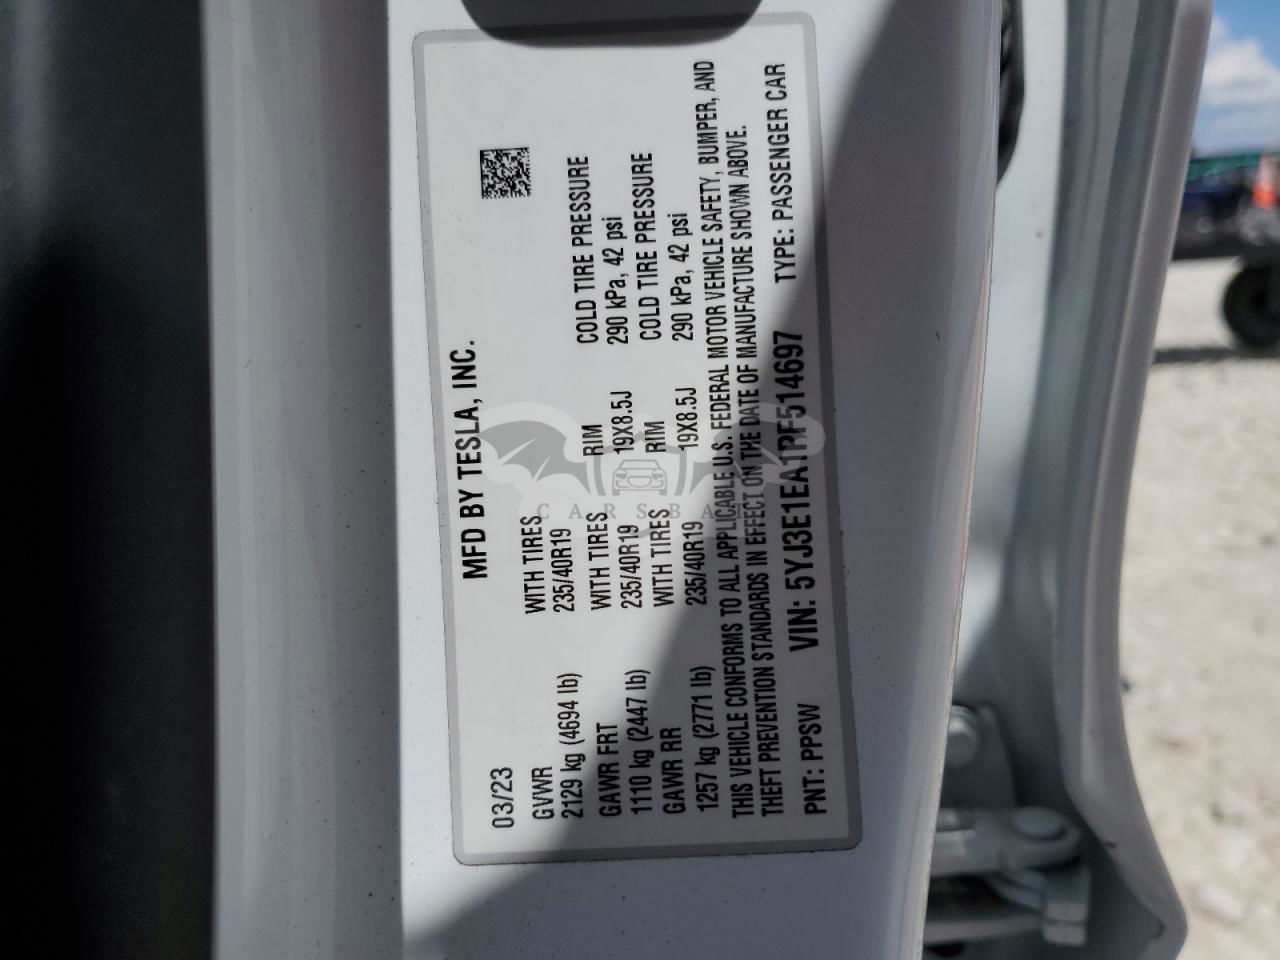 MFD BY TESLA, INC.
03/23
GVWR WITH TIRES RIM COLD TIRE PRESSURE
2129 kg (4694 lb) 235/40R19 19X8.5J 290 kPa, 42 psi
GAWR FRT WITH TIRES RIM COLD TIRE PRESSURE
1110 kg (2447 lb) 235/40R19 19X8.5J 290 kPa, 42 psi
GAWR RR WITH TIRES
1257 kg (2771 lb) 235/40R19
THIS VEHICLE CONFORMS TO ALL APPLICABLE U.S. FEDERAL MOTOR VEHICLE SAFETY, BUMPER, AND
THEFT PREVENTION STANDARDS IN EFFECT ON THE DATE OF MANUFACTURE SHOWN ABOVE.
PNT: PPSW VIN: 5YJ3E1EA1PF514697 TYPE: PASSENGER CAR
CARSBAT